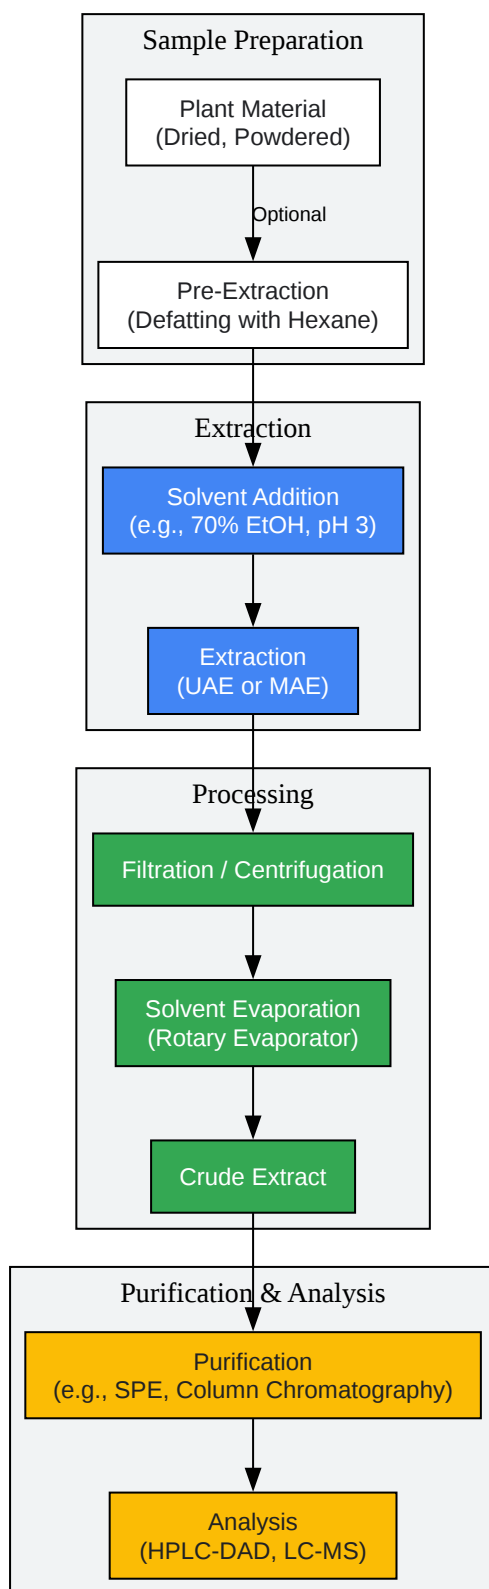 Sample Preparation
Plant Material
(Dried, Powdered)
Optional
Pre-Extraction
(Defatting with Hexane)
Extraction
Solvent Addition
(e.g., 70% EtOH, pH 3)
Extraction
(UAE or MAE)
Processing
Filtration / Centrifugation
Solvent Evaporation
(Rotary Evaporator)
Crude Extract
Purification & Analysis
Purification
(e.g., SPE, Column Chromatography)
Analysis
(HPLC-DAD, LC-MS)